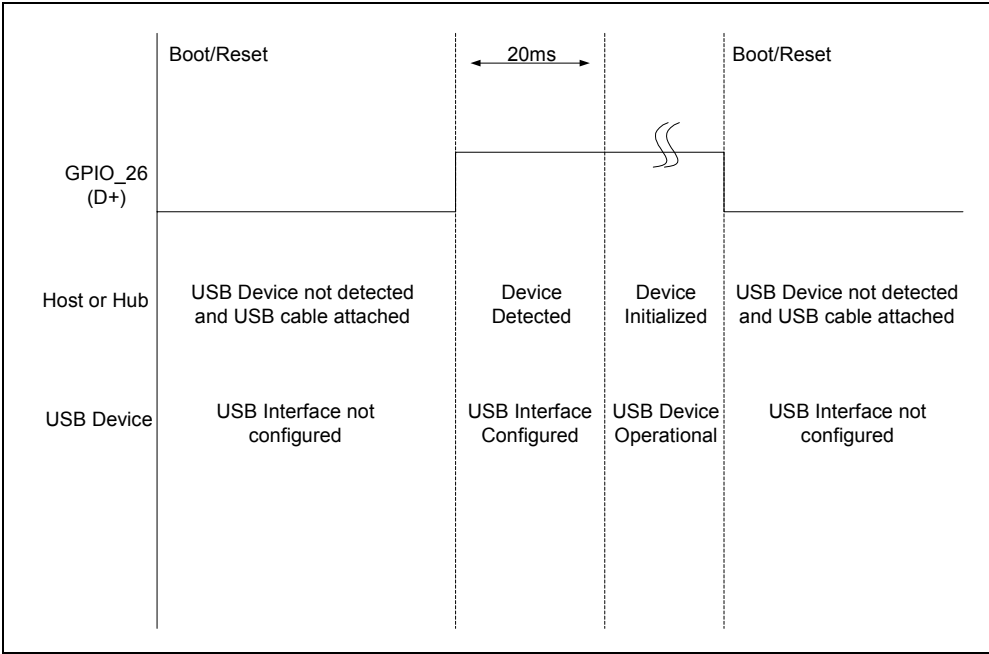 Boot/Reset
20ms
Boot/Reset
GPIO_26
(D+)
Host or Hub
USB Device not detected
and USB cable attached
Device
Detected
Device
Initialized
USB Device not detected
and USB cable attached
USB Device
USB Interface not
configured
USB Interface
Configured
USB Device
Operational
USB Interface not
configured